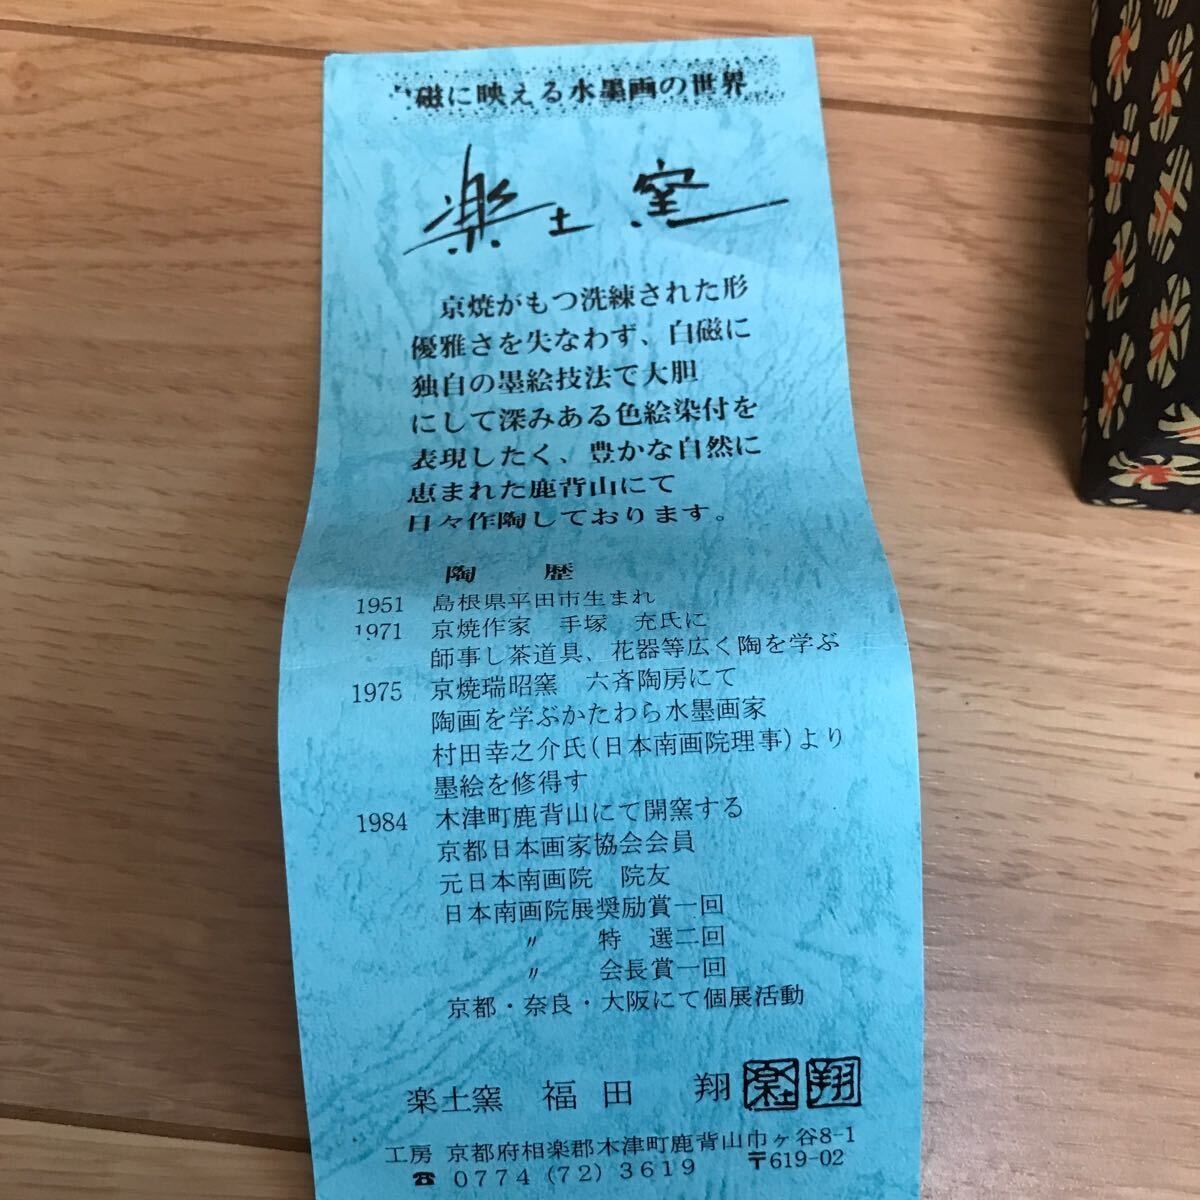 磁に映える水墨画の世界
楽土窯
京焼がもつ洗練された形
優雅さを失なわず、白磁に
独自の墨絵技法で大胆
にして深みある色絵染付を
表現したく、豊かな自然に
恵まれた鹿背山にて
日々作陶しております。
陶　歴
1951 島根県平田市生まれ
1971 京焼作家　手塚　充氏に
師事し茶道具、花器等広く陶を学ぶ
1975 京焼瑞昭窯　六斉陶房にて
陶画を学ぶかたわら水墨画家
村田幸之介氏(日本南画院理事)より
墨絵を修得す
1984 木津町鹿背山にて開窯する
京都日本画家協会会員
元日本南画院　院友
日本南画院展奨励賞一回
〃　特　選二回
〃　会長賞一回
京都・奈良・大阪にて個展活動
楽土窯　福田　翔 楽土 翔
工房 京都府相楽郡木津町鹿背山巾ヶ谷8-1
☎ 0774 (72) 3619　〒619-02